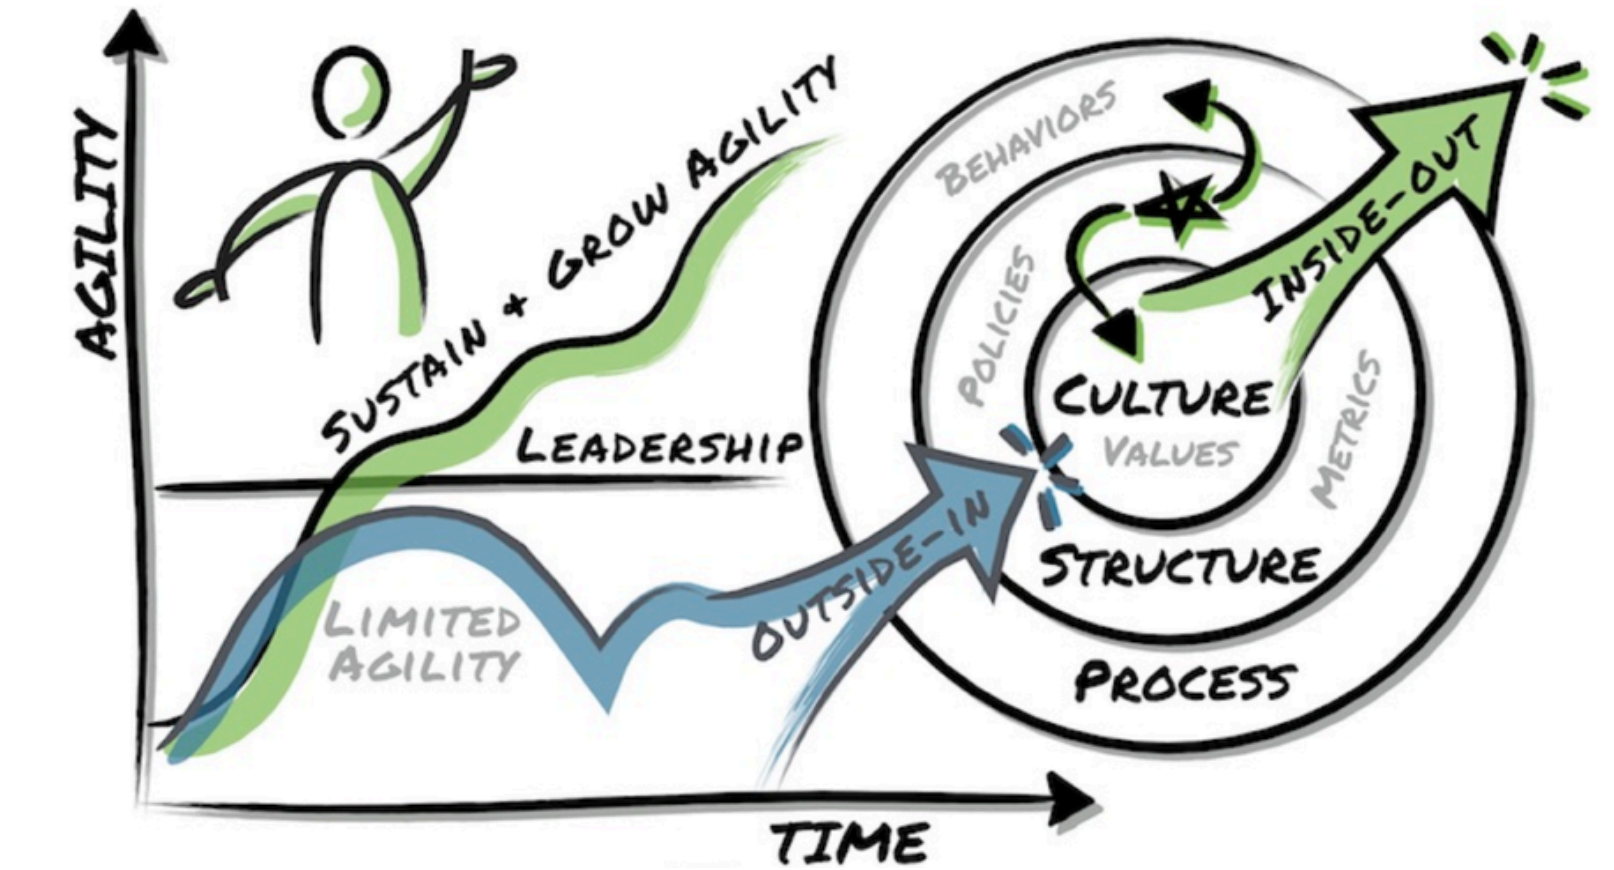 AGILITY
SUSTAIN + GROW AGILITY
LEADERSHIP
LIMITED
AGILITY
TIME
OUTSIDE-IN
INSIDE-OUT
BEHAVIORS
POLICIES
CULTURE
VALUES
METRICS
STRUCTURE
PROCESS